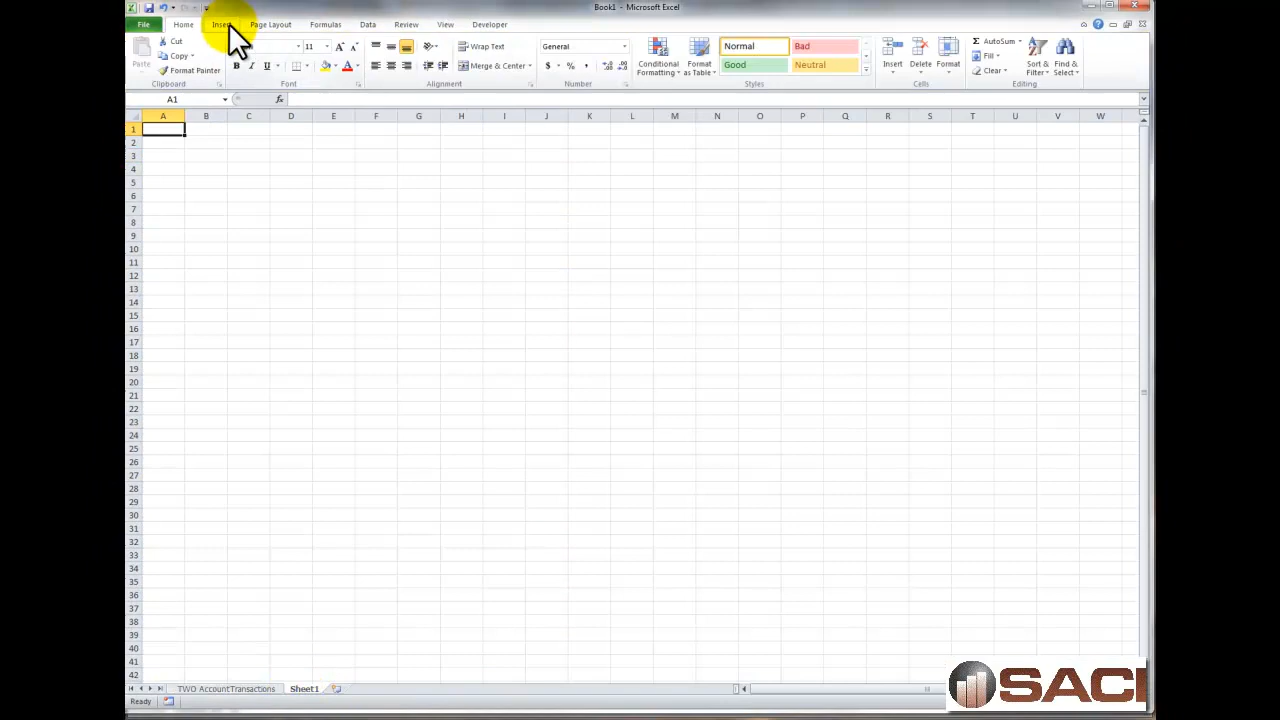 Book1 - Microsoft Excel
File Home Insert Page Layout Formulas Data Review View Developer
Paste
Cut
Copy
Format Painter
Clipboard
11
B I U
Font
Wrap Text
Merge & Center
Alignment
General
$ % ,
Number
Conditional Formatting
Format as Table
Normal Bad
Good Neutral
Styles
Insert Delete Format
Cells
AutoSum
Fill
Clear
Sort & Filter
Find & Select
Editing
A1 fx
A B C D E F G H I J K L M N O P Q R S T U V W
1
2
3
4
5
6
7
8
9
10
11
12
13
14
15
16
17
18
19
20
21
22
23
24
25
26
27
28
29
30
31
32
33
34
35
36
37
38
39
40
41
42
TWO AccountTransactions Sheet1
Ready
SACI